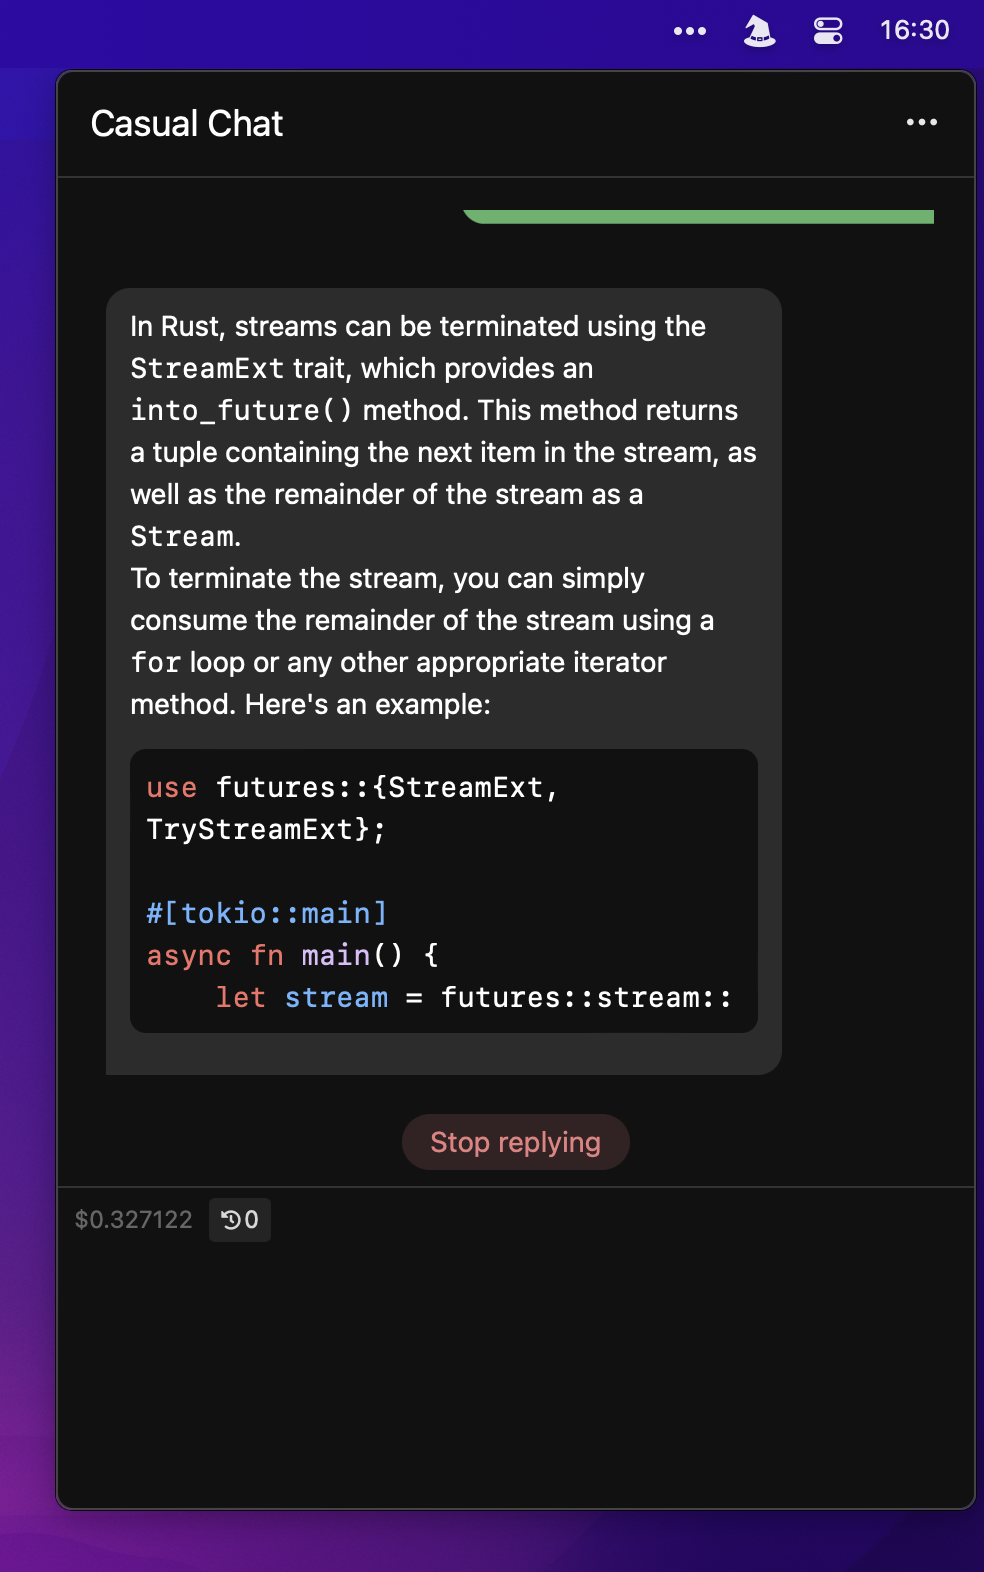 16:30
Casual Chat
In Rust, streams can be terminated using the
StreamExt trait, which provides an
into_future() method. This method returns
a tuple containing the next item in the stream, as
well as the remainder of the stream as a
Stream.
To terminate the stream, you can simply
consume the remainder of the stream using a
for loop or any other appropriate iterator
method. Here's an example:
use futures::{StreamExt,
TryStreamExt};

#[tokio::main]
async fn main() {
    let stream = futures::stream::
Stop replying
$0.327122 0